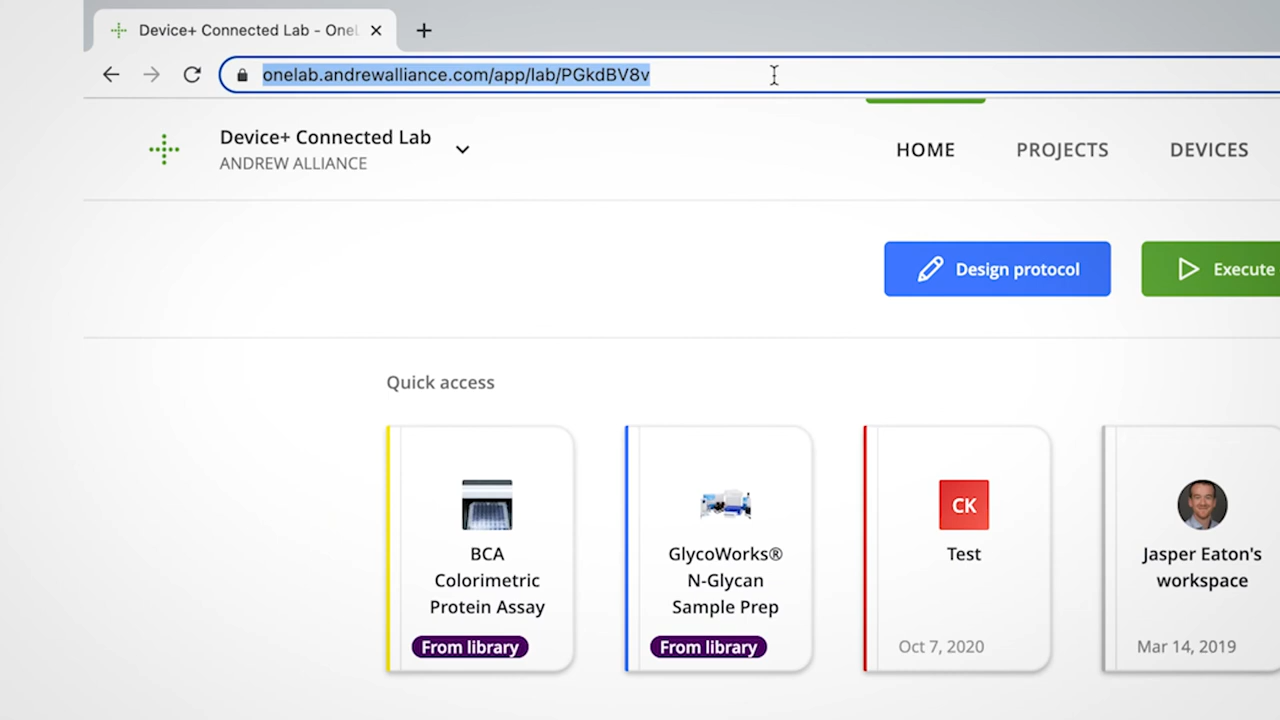 Device+ Connected Lab - Onel
onelab.andrewalliance.com/app/lab/PGkdBV8v
Device+ Connected Lab
ANDREW ALLIANCE
HOME
PROJECTS
DEVICES
Design protocol
Execute
Quick access
BCA
Colorimetric
Protein Assay
From library
GlycoWorks®
N-Glycan
Sample Prep
From library
CK
Test
Oct 7, 2020
Jasper Eaton's
workspace
Mar 14, 2019